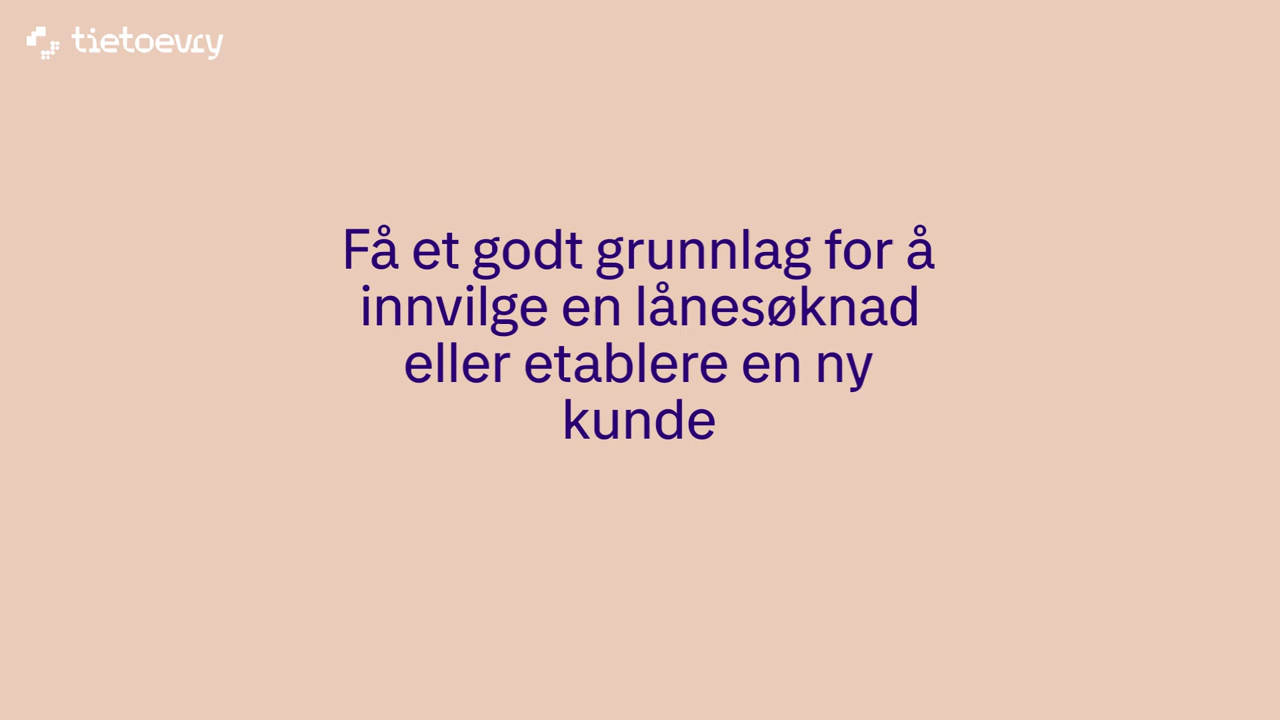 tietoevry
Få et godt grunnlag for å
innvilge en lånesøknad
eller etablere en ny
kunde